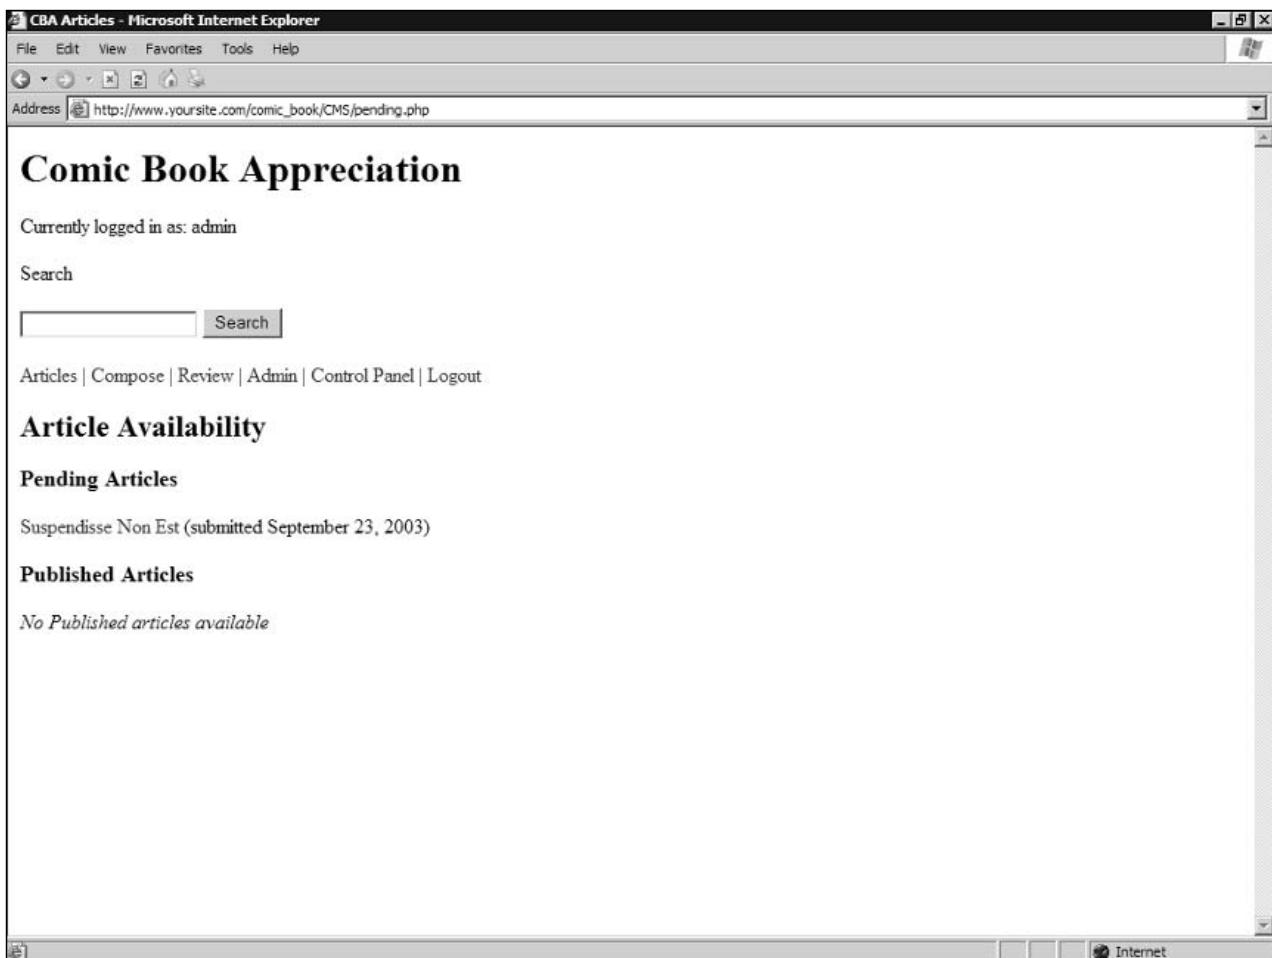 CBA Articles - Microsoft Internet Explorer
File Edit View Favorites Tools Help
Address http://www.yoursite.com/comic_book/CMS/pending.php
Comic Book Appreciation
Currently logged in as: admin
Search
Search
Articles | Compose | Review | Admin | Control Panel | Logout
Article Availability
Pending Articles
Suspendisse Non Est (submitted September 23, 2003)
Published Articles
No Published articles available
Internet